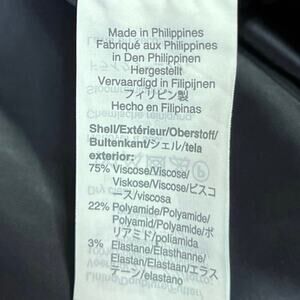 Made in Philippines
Fabriqué aux Philippines
in Den Philippinen
Hergestellt
Vervaardigd in Filipijnen
フィリピン製
Hecho en Filipinas
Shell/Extérieur/Oberstoff/
Buitenkant/シェル/tela
exterior:
75% Viscose/Viscose/
Viskose/Viscose/ビスコ
ース/viscosa
22% Polyamide/Polyamide/
Polyamid/Polyamide/ポ
リアミド/poliamida
3% Elastane/Élasthanne/
Elastan/Elastaan/エラス
テーン/elastano